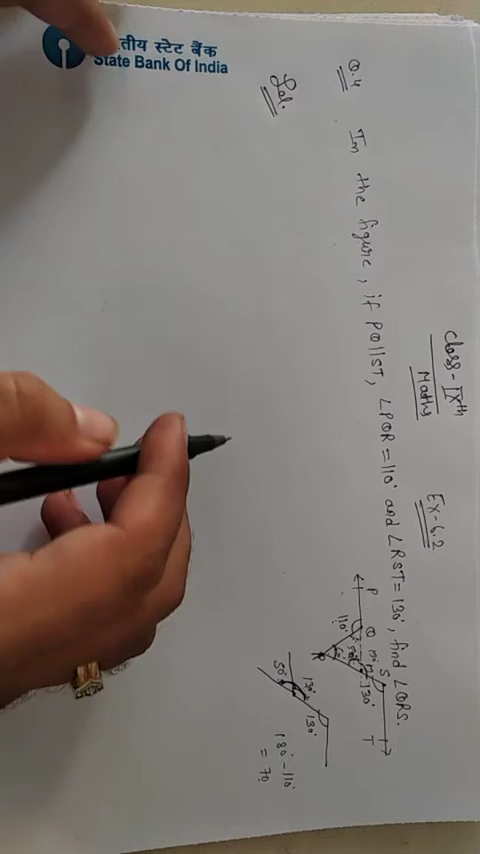 भारतीय स्टेट बैंक
State Bank Of India
Class-IXth
Maths
Ex-6.2
Q.4 In the figure, if PQ||ST, ∠PQR=110° and ∠RST=130°, find ∠QRS.
Sol.
P
Q
S
T
R
110°
130°
50°
130°
130°
180°-110°
= 70